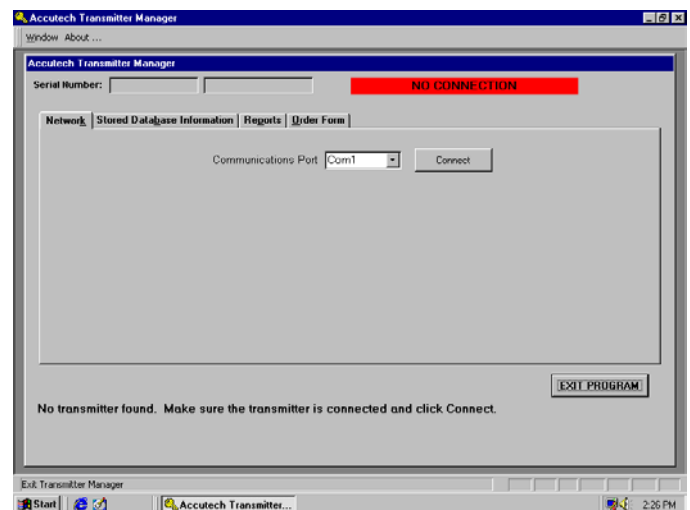 Accutech Transmitter Manager
Window About ...
Accutech Transmitter Manager
Serial Number: NO CONNECTION
Network Stored Database Information Reports Order Form
Communications Port Com1 Connect
EXIT PROGRAM
No transmitter found. Make sure the transmitter is connected and click Connect.
Exit Transmitter Manager
Start Accutech Transmitter... 2:26 PM